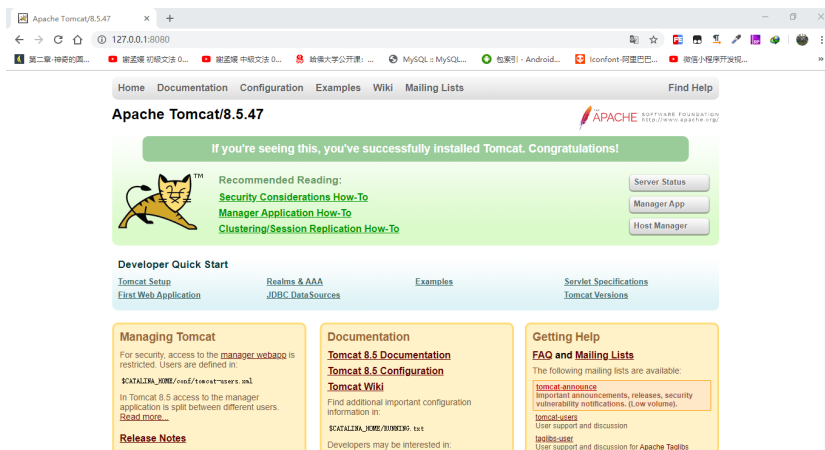 Apache Tomcat/8.5.47
127.0.0.1:8080
第二章-神奇的国... 谢孟媛 初级文法 0... 谢孟媛 中级文法 0... 哈佛大学公开课: ... MySQL :: MySQL... 包索引 - Android... Iconfont-阿里巴巴... 微信小程序开发视...
Home Documentation Configuration Examples Wiki Mailing Lists Find Help
Apache Tomcat/8.5.47
THE APACHE SOFTWARE FOUNDATION
http://www.apache.org/
If you're seeing this, you've successfully installed Tomcat. Congratulations!
TM
Recommended Reading:
Security Considerations How-To
Manager Application How-To
Clustering/Session Replication How-To
Server Status
Manager App
Host Manager
Developer Quick Start
Tomcat Setup
First Web Application
Realms & AAA
JDBC DataSources
Examples
Servlet Specifications
Tomcat Versions
Managing Tomcat
For security, access to the manager webapp is
restricted. Users are defined in:
$CATALINA_HOME/conf/tomcat-users.xml
In Tomcat 8.5 access to the manager
application is split between different users.
Read more...
Release Notes
Documentation
Tomcat 8.5 Documentation
Tomcat 8.5 Configuration
Tomcat Wiki
Find additional important configuration
information in:
$CATALINA_HOME/RUNNING.txt
Developers may be interested in:
Getting Help
FAQ and Mailing Lists
The following mailing lists are available:
tomcat-announce
Important announcements, releases, security
vulnerability notifications. (Low volume).
tomcat-users
User support and discussion
taglibs-user
User support and discussion for Apache Taglibs